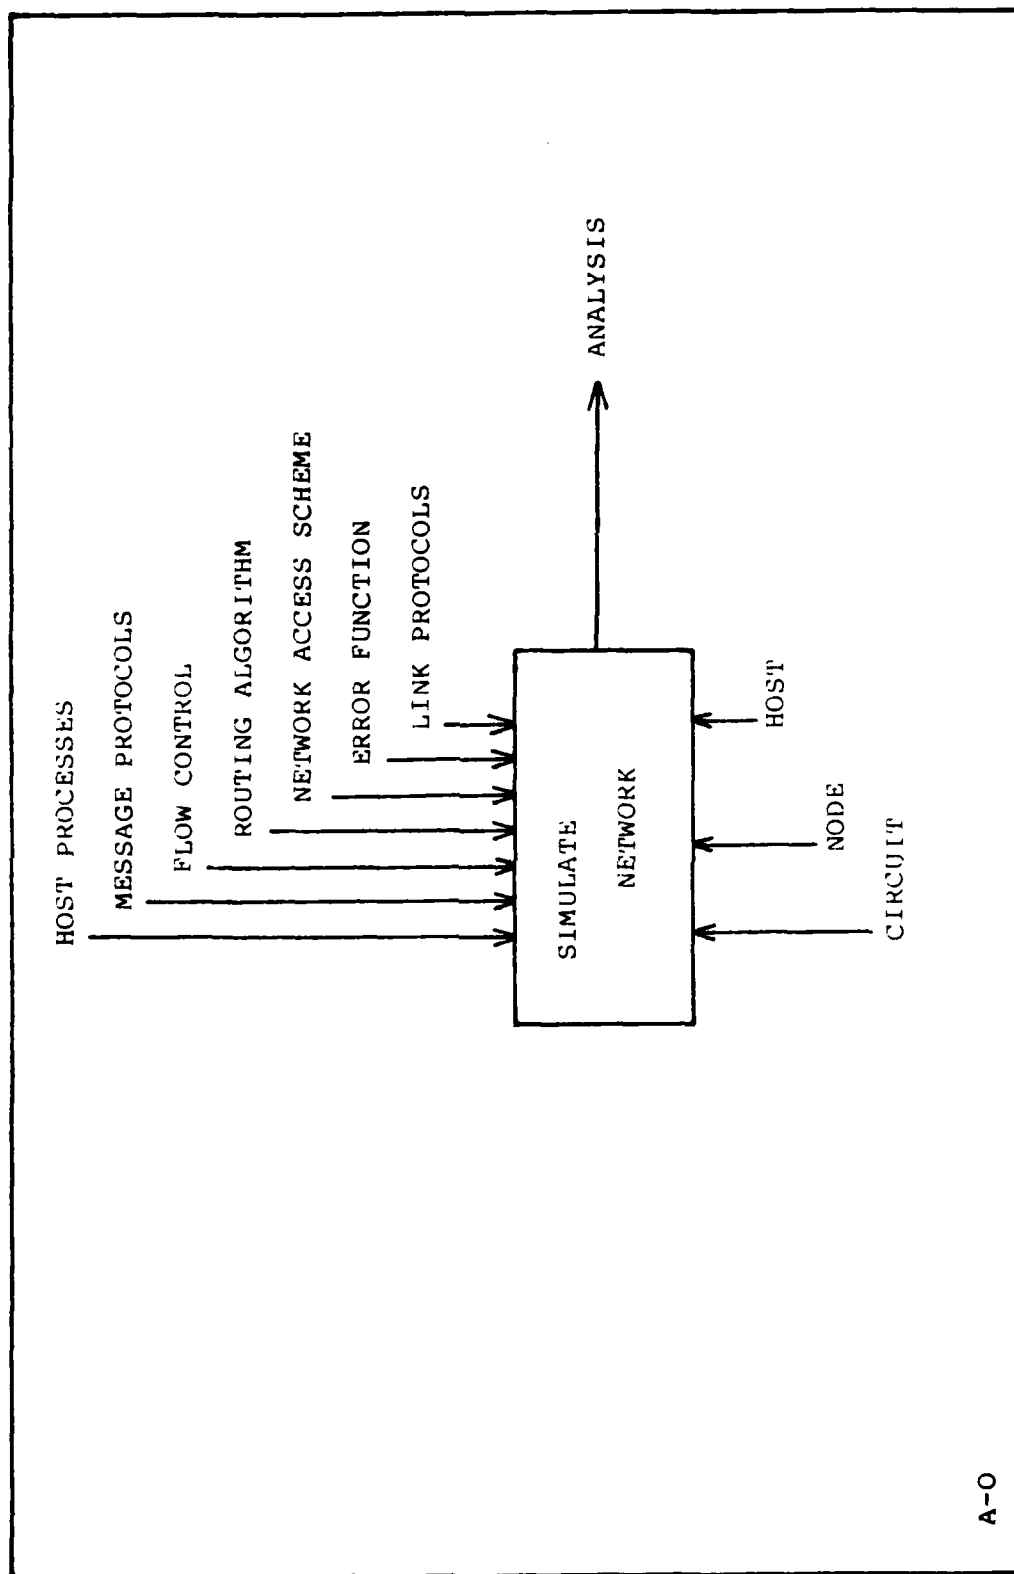 HOST PROCESSES
MESSAGE PROTOCOLS
FLOW CONTROL
ROUTING ALGORITHM
NETWORK ACCESS SCHEME
ERROR FUNCTION
LINK PROTOCOLS
SIMULATE
NETWORK
ANALYSIS
HOST
NODE
CIRCUIT
A-0